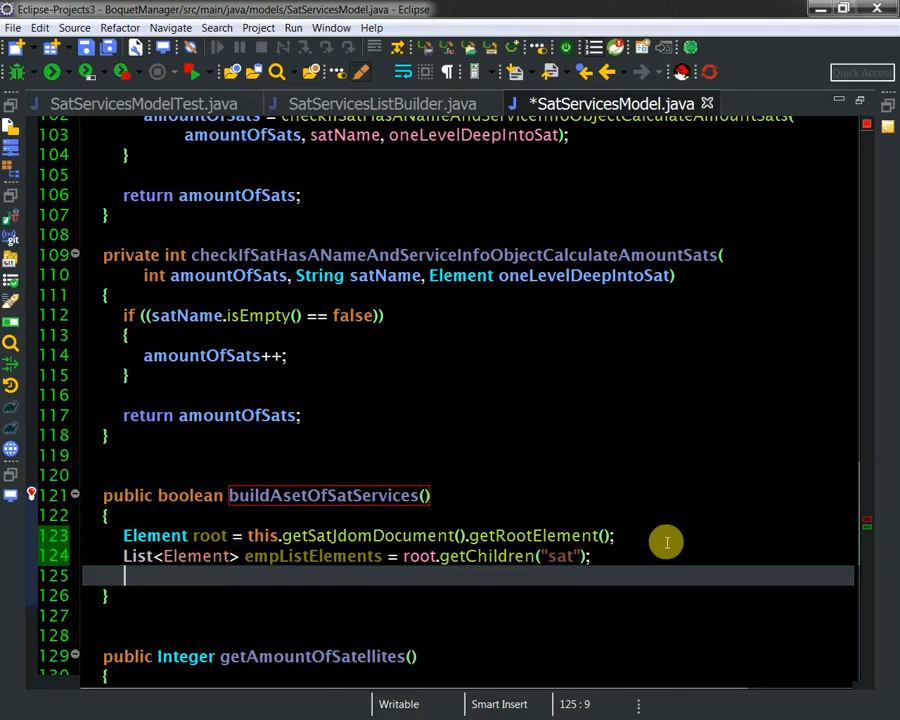 Eclipse-Projects3 - BoquetManager/src/main/java/models/SatServicesModel.java - Eclipse
File Edit Source Refactor Navigate Search Project Run Window Help
Quick Access
SatServicesModelTest.java SatServicesListBuilder.java *SatServicesModel.java
102 amountOfSats = checkIfSatHasANameAndServiceInfoObjectCalculateAmountSats(
103 amountOfSats, satName, oneLevelDeepIntoSat);
104 }
105
106 return amountOfSats;
107 }
108
109 private int checkIfSatHasANameAndServiceInfoObjectCalculateAmountSats(
110 int amountOfSats, String satName, Element oneLevelDeepIntoSat)
111 {
112 if ((satName.isEmpty() == false))
113 {
114 amountOfSats++;
115 }
116
117 return amountOfSats;
118 }
119
120
121 public boolean buildAsetOfSatServices()
122 {
123 Element root = this.getSatJdomDocument().getRootElement();
124 List<Element> empListElements = root.getChildren("sat");
125
126 }
127
128
129 public Integer getAmountOfSatellites()
130 {
Writable Smart Insert 125 : 9